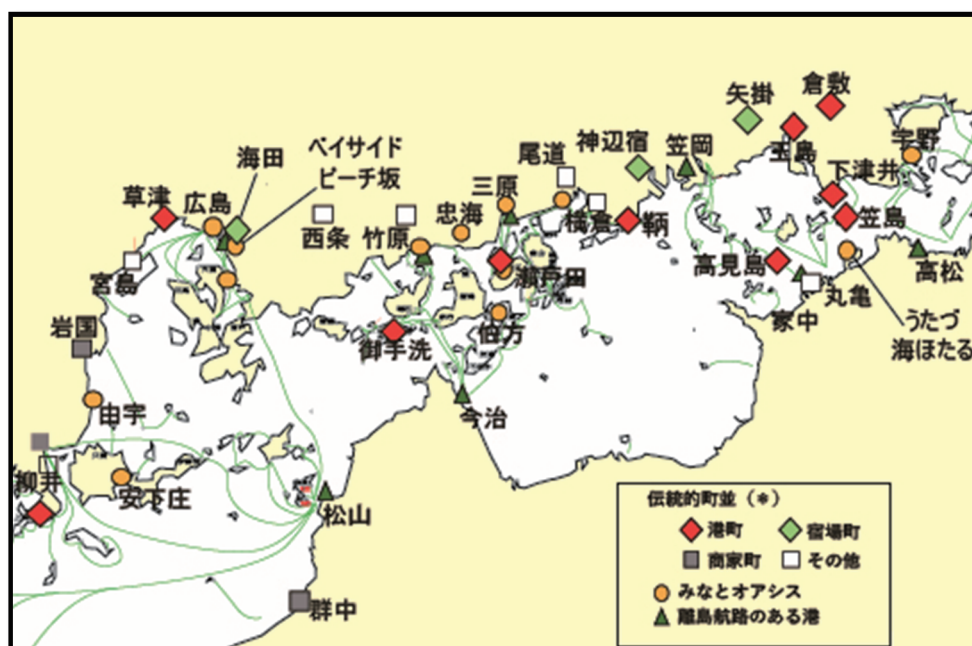 倉敷
矢掛
玉島
宇野
下津井
笠島
神辺宿
笠岡
尾道
三原
ベイサイド
ビーチ坂
海田
草津
広島
西条
竹原
忠海
橋倉
鞆
瀬戸田
高見島
高松
丸亀
家中
うたづ
海ほたる
宮島
岩国
御手洗
伯方
由宇
今治
柳井
安下庄
松山
群中
伝統的町並（*）
港町
宿場町
商家町
その他
みなとオアシス
離島航路のある港